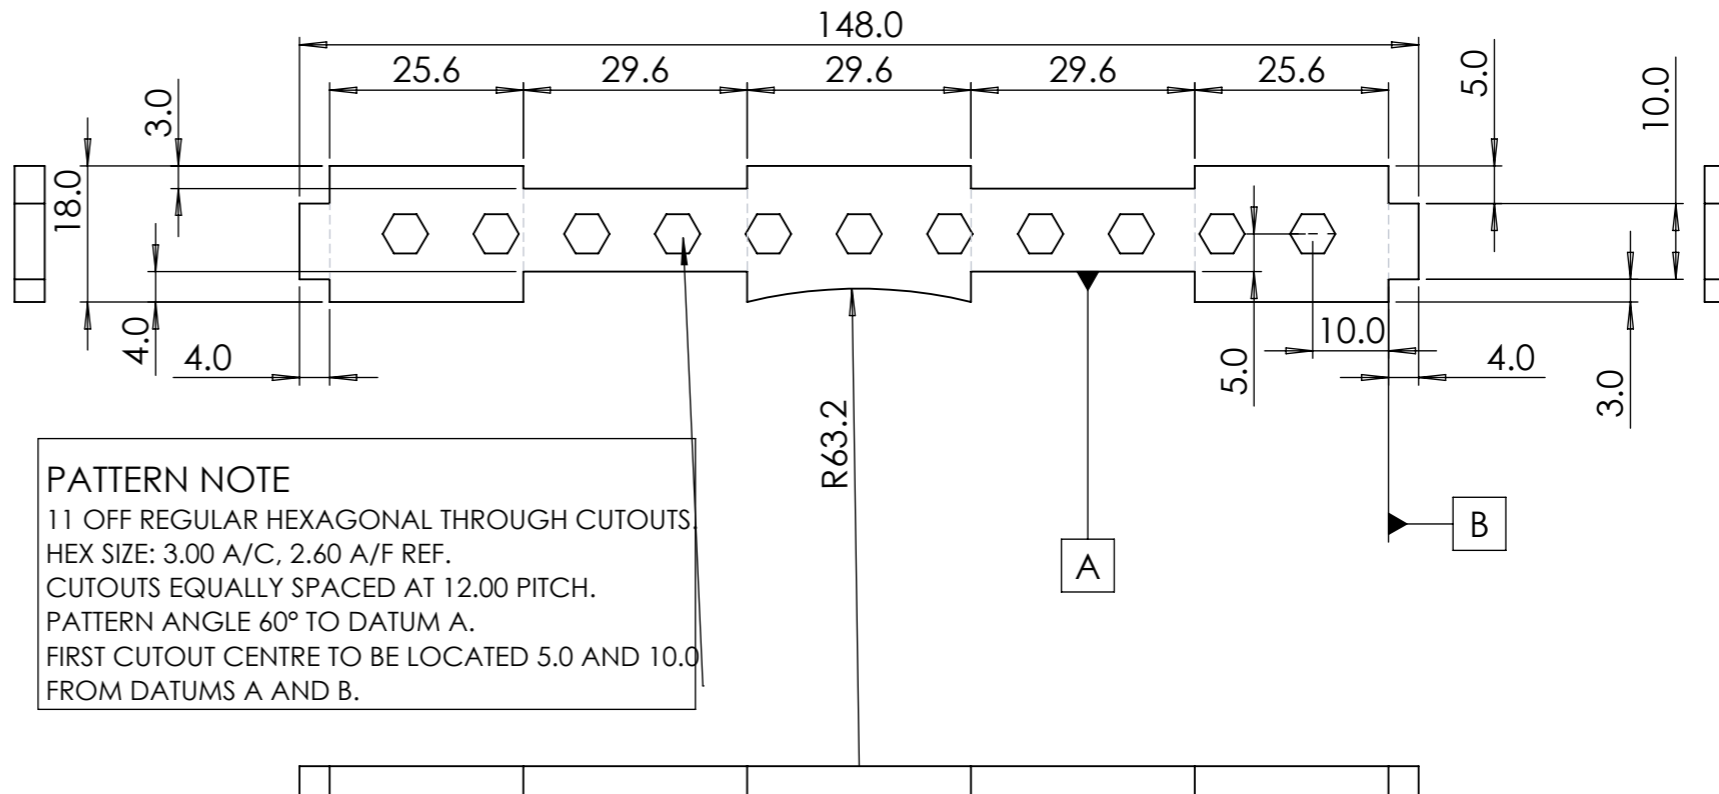 148.0
25.6
29.6
29.6
29.6
25.6
3.0
5.0
10.0
18.0
4.0
4.0
5.0
10.0
4.0
3.0
R63.2
PATTERN NOTE
11 OFF REGULAR HEXAGONAL THROUGH CUTOUTS.
HEX SIZE: 3.00 A/C, 2.60 A/F REF.
CUTOUTS EQUALLY SPACED AT 12.00 PITCH.
PATTERN ANGLE 60° TO DATUM A.
FIRST CUTOUT CENTRE TO BE LOCATED 5.0 AND 10.0
FROM DATUMS A AND B.
A
B